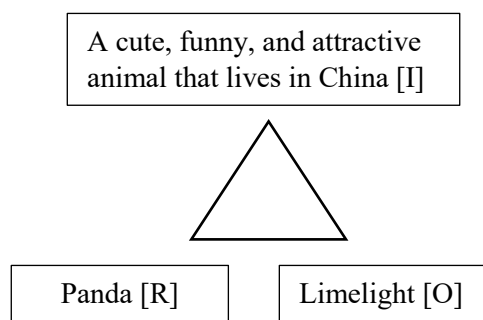 A cute, funny, and attractive
animal that lives in China [I]
Panda [R]
Limelight [O]